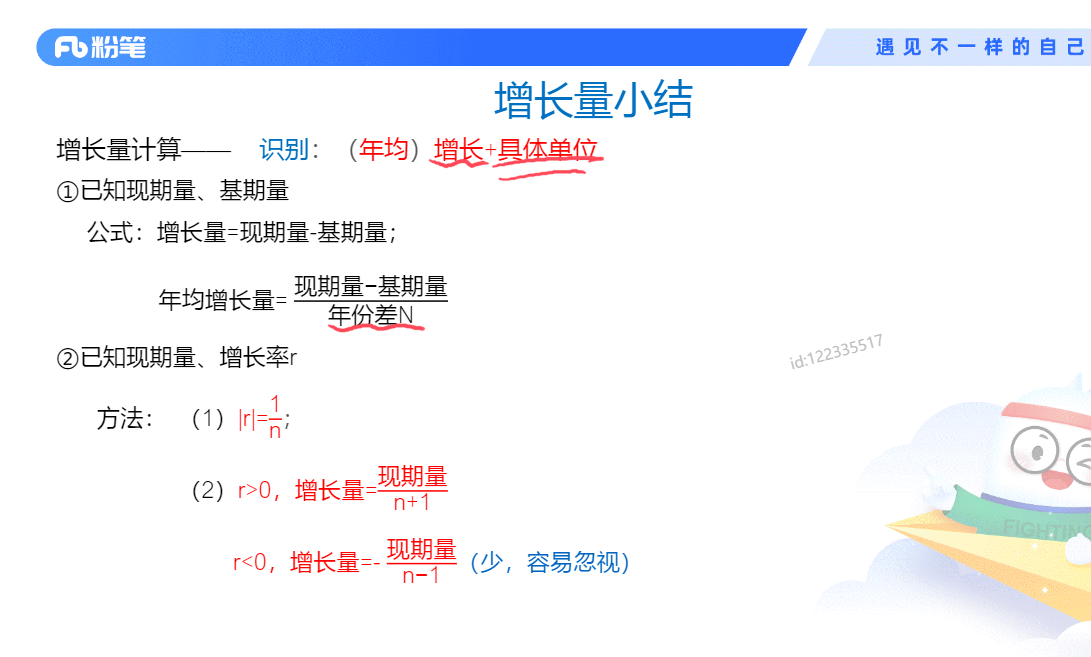 粉笔
遇见不一样的自己
增长量小结
增长量计算—— 识别：（年均）增长+具体单位
①已知现期量、基期量
公式：增长量=现期量-基期量；
年均增长量=现期量−基期量/年份差N
②已知现期量、增长率r
方法：（1）|r|=1/n；
（2）r>0，增长量=现期量/n+1
r<0，增长量=-现期量/n−1（少，容易忽视）
id:122335517
FIGHTING